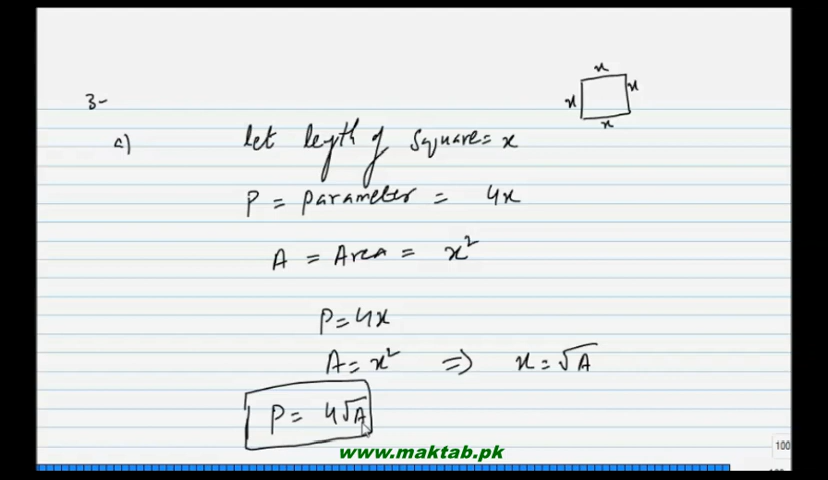 x
x
x
x
3-
a)
let length of square = x
P = parameter = 4x
A = Area = x²
P = 4x
A = x² ⇒ x = √A
P = 4√A
www.maktab.pk
100